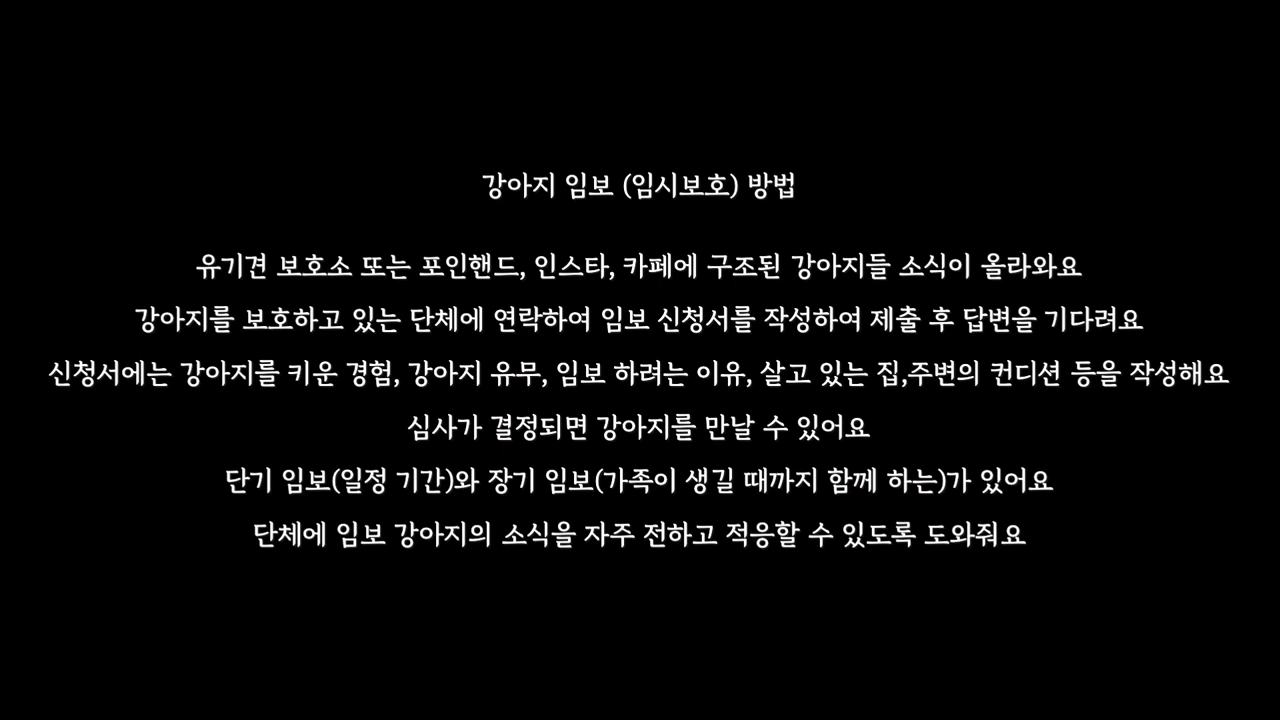 강아지 임보 (임시보호) 방법
유기견 보호소 또는 포인핸드, 인스타, 카페에 구조된 강아지들 소식이 올라와요
강아지를 보호하고 있는 단체에 연락하여 임보 신청서를 작성하여 제출 후 답변을 기다려요
신청서에는 강아지를 키운 경험, 강아지 유무, 임보 하려는 이유, 살고 있는 집,주변의 컨디션 등을 작성해요
심사가 결정되면 강아지를 만날 수 있어요
단기 임보(일정 기간)와 장기 임보(가족이 생길 때까지 함께 하는)가 있어요
단체에 임보 강아지의 소식을 자주 전하고 적응할 수 있도록 도와줘요